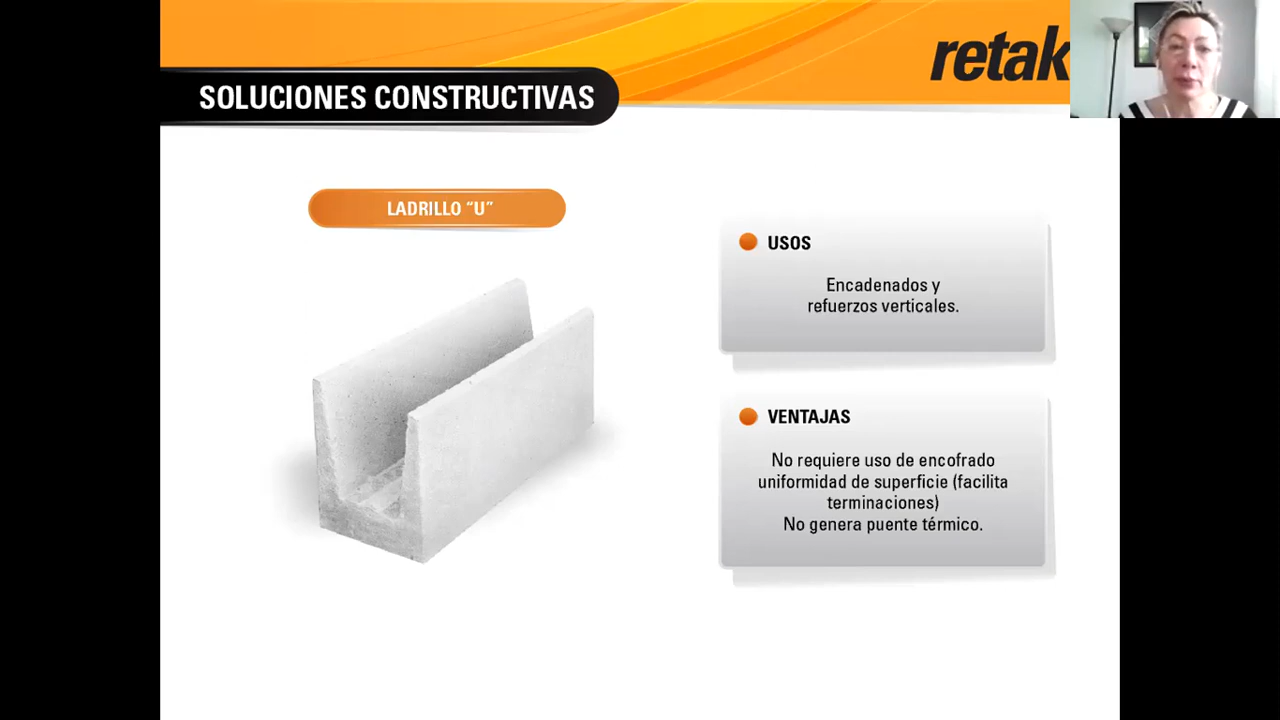 retak
SOLUCIONES CONSTRUCTIVAS
LADRILLO “U”
USOS
Encadenados y
refuerzos verticales.
VENTAJAS
No requiere uso de encofrado
uniformidad de superficie (facilita
terminaciones)
No genera puente térmico.